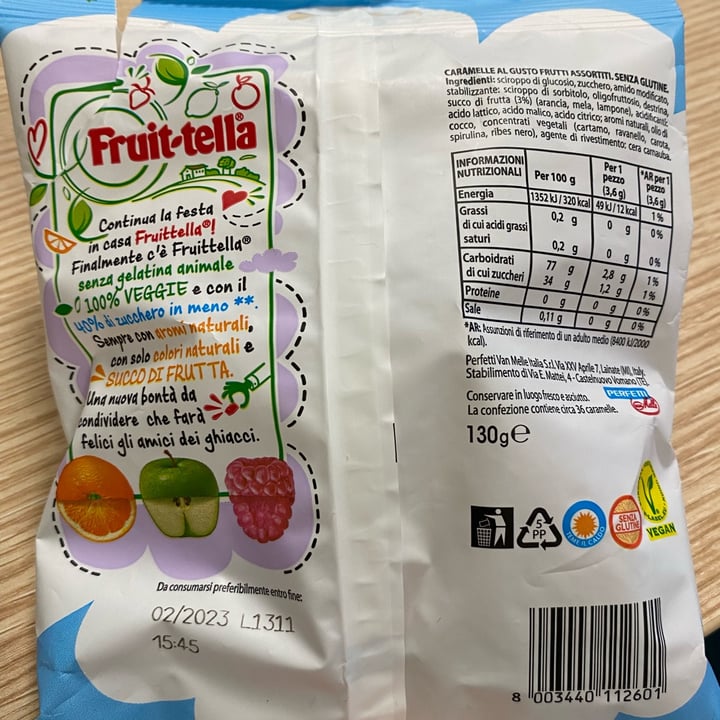 Fruit-tella®
Continua la festa
in casa Fruittella®!
Finalmente c'è Fruittella®
senza gelatina animale
100% VEGGIE e con il
40% di zucchero in meno **.
Sempre con aromi naturali,
con solo colori naturali e
SUCCO DI FRUTTA.
Una nuova bontà da
condividere che farà
felici gli amici dei ghiacci.
Da consumarsi preferibilmente entro fine:
02/2023 L1311
15:45
CARAMELLE AL GUSTO FRUTTI ASSORTITI. SENZA GLUTINE.
Ingredienti: sciroppo di glucosio, zucchero, amido modificato,
stabilizzante: sciroppo di sorbitolo, oligofruttosio, destrina,
succo di frutta (3%) (arancia, mela, lampone), acidificanti:
acido lattico, acido malico, acido citrico; aromi naturali, olio di
cocco, concentrati vegetali (cartamo, ravanello, carota,
spirulina, ribes nero), agente di rivestimento: cera carnauba.
INFORMAZIONI NUTRIZIONALI Per 100 g Per 1 pezzo (3,6 g) *AR per 1 pezzo (3,6 g)
Energia 1352 kJ / 320 kcal 49 kJ / 12 kcal 1%
Grassi 0,2 g 0 g 0%
di cui acidi grassi saturi 0,2 g 0 g 0%
Carboidrati 77 g 2,8 g 1%
di cui zuccheri 34 g 1,2 g 1%
Proteine 0 g 0 g 0%
Sale 0,11 g 0 g 0%
*AR: Assunzioni di riferimento di un adulto medio (8400 kJ/2000
kcal).
Perfetti Van Melle Italia S.r.l. Via XXV Aprile 7, Lainate (MI), Italy.
Stabilimento di Via E. Mattei, 4 - Castelnuovo Vomano (TE).
Conservare in luogo fresco e asciutto.
La confezione contiene circa 36 caramelle.
PERFETTI
Melle
130g e
5
PP
TEME IL CALORE
SENZA GLUTINE
VEGAN
8 003440 112601